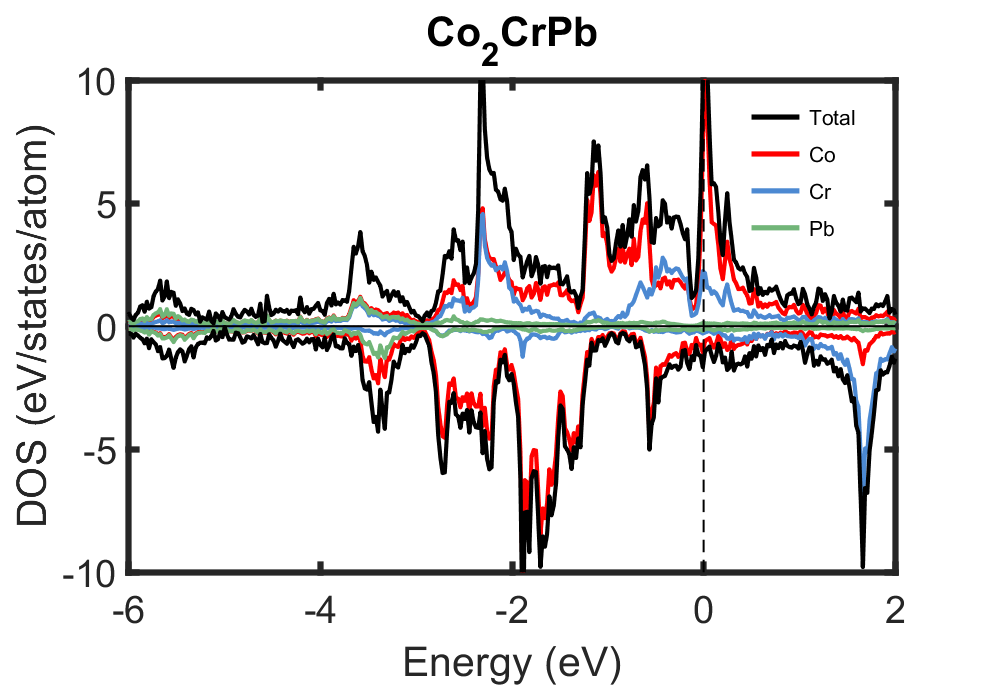 Co₂CrPb
DOS (eV/states/atom)
10
5
0
-5
-10
Total
Co
Cr
Pb
-6 -4 -2 0 2
Energy (eV)